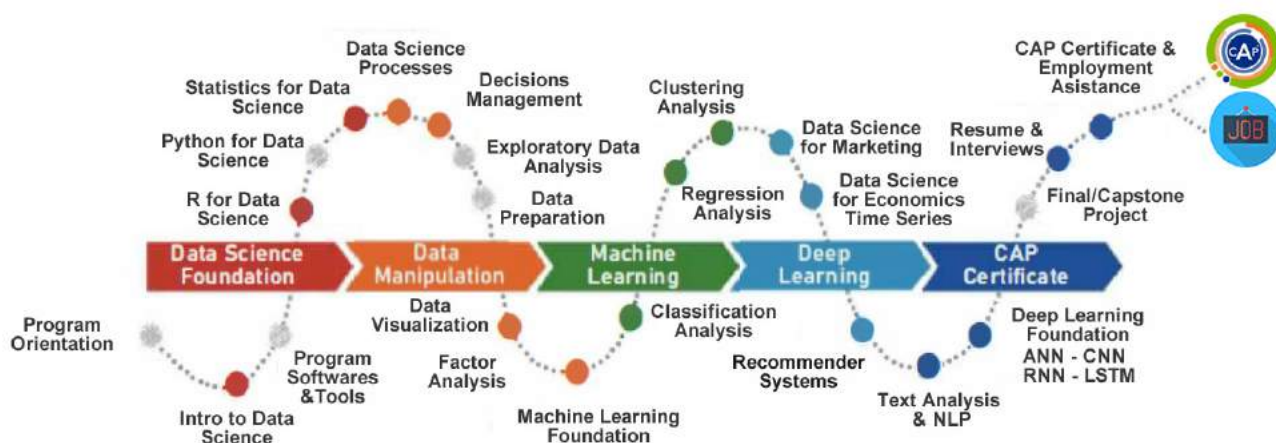 Program
Orientation
Intro to Data
Science
Program
Softwares
&Tools
R for Data
Science
Python for Data
Science
Statistics for Data
Science
Data Science
Processes
Decisions
Management
Exploratory Data
Analysis
Data
Preparation
Data
Visualization
Factor
Analysis
Machine Learning
Foundation
Classification
Analysis
Regression
Analysis
Clustering
Analysis
Data Science
for Marketing
Data Science
for Economics
Time Series
Recommender
Systems
Text Analysis
& NLP
Deep Learning
Foundation
ANN - CNN
RNN - LSTM
Final/Capstone
Project
Resume &
Interviews
CAP Certificate &
Employment
Asistance
CAP
JOB
Data Science
Foundation
Data
Manipulation
Machine
Learning
Deep
Learning
CAP
Certificate